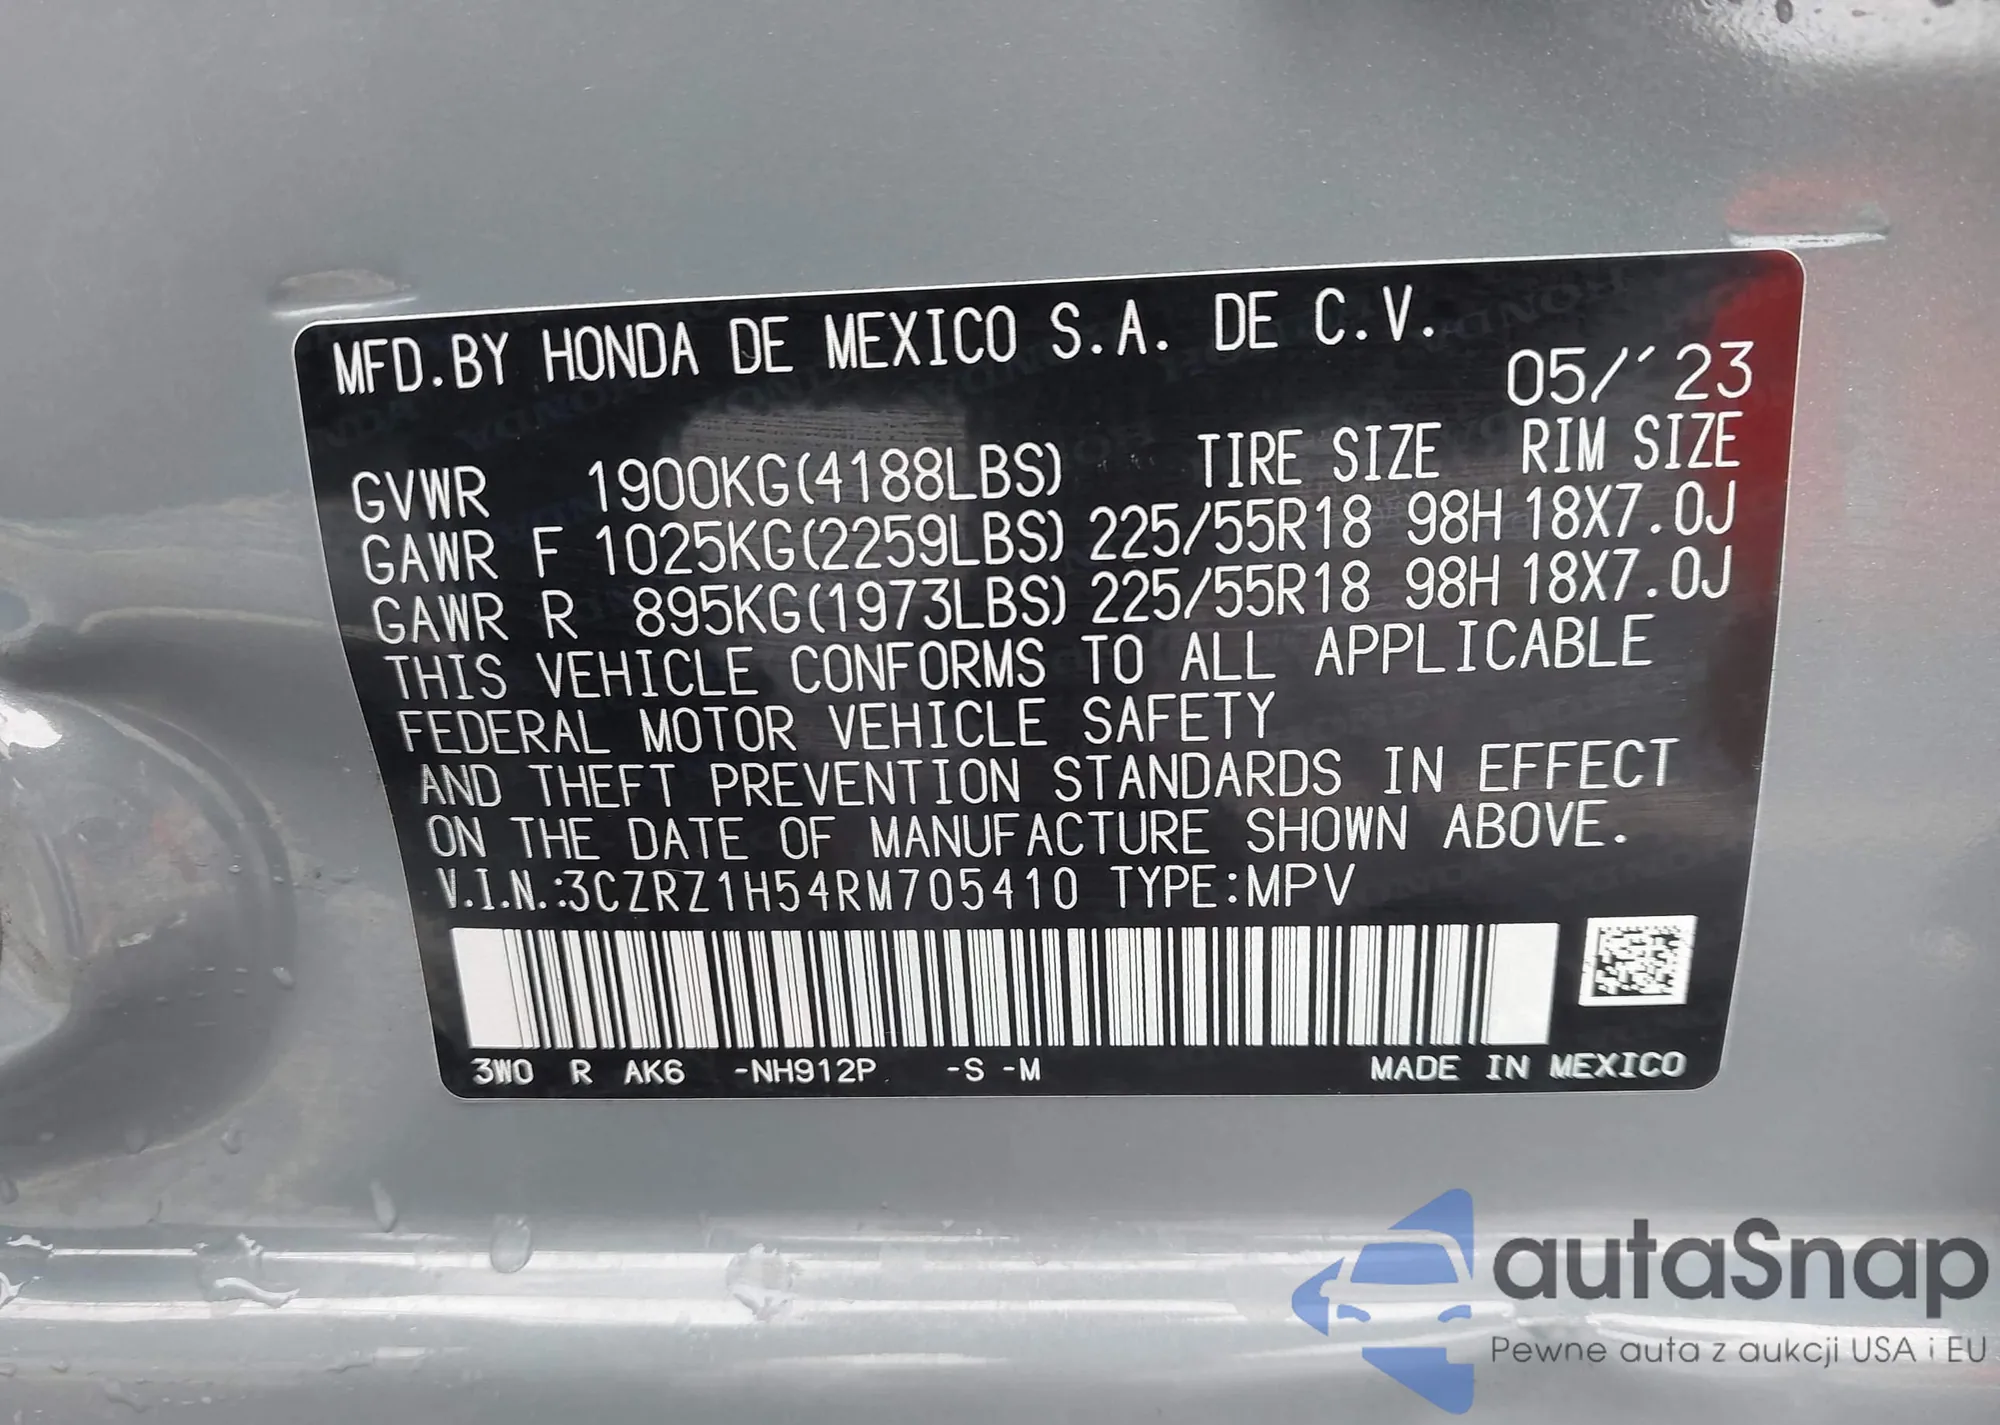 MFD.BY HONDA DE MEXICO S.A. DE C.V.
05/'23
GVWR 1900KG(4188LBS) TIRE SIZE RIM SIZE
GAWR F 1025KG(2259LBS) 225/55R18 98H 18X7.0J
GAWR R 895KG(1973LBS) 225/55R18 98H 18X7.0J
THIS VEHICLE CONFORMS TO ALL APPLICABLE
FEDERAL MOTOR VEHICLE SAFETY
AND THEFT PREVENTION STANDARDS IN EFFECT
ON THE DATE OF MANUFACTURE SHOWN ABOVE.
V.I.N.:3CZRZ1H54RM705410 TYPE:MPV
3W0 R AK6 -NH912P -S -M MADE IN MEXICO
autaSnap
Pewne auta z aukcji USA i EU